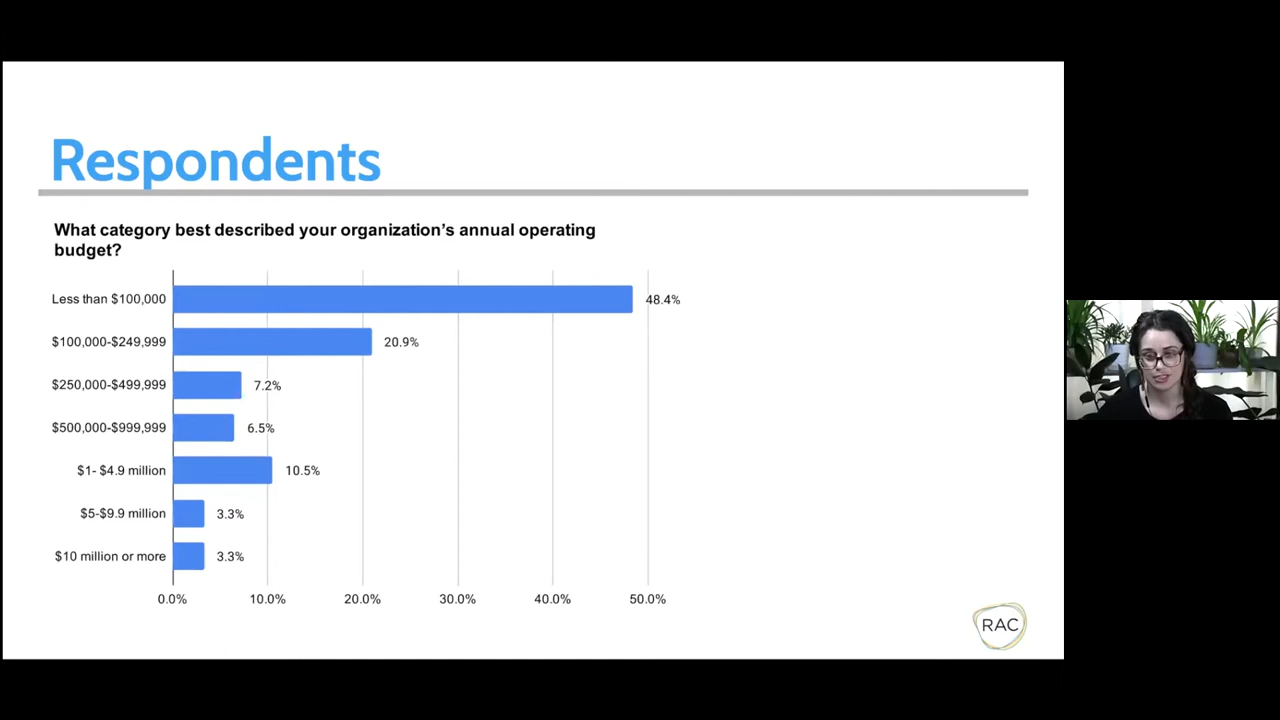 Respondents
What category best described your organization's annual operating
budget?
Less than $100,000 48.4%
$100,000-$249,999 20.9%
$250,000-$499,999 7.2%
$500,000-$999,999 6.5%
$1- $4.9 million 10.5%
$5-$9.9 million 3.3%
$10 million or more 3.3%
0.0% 10.0% 20.0% 30.0% 40.0% 50.0%
RAC